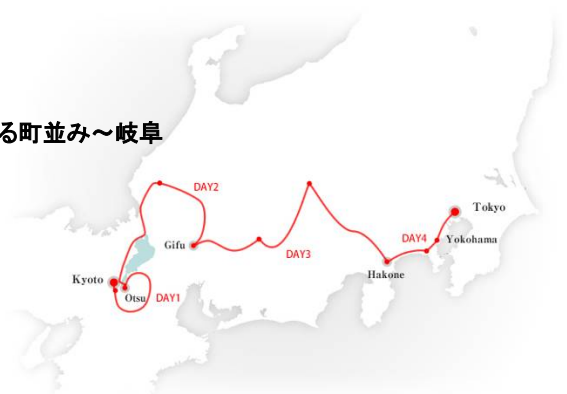 る町並み～岐阜
DAY2
Tokyo
Gifu
DAY3
DAY4
Yokohama
Hakone
Kyoto
Otsu
DAY1